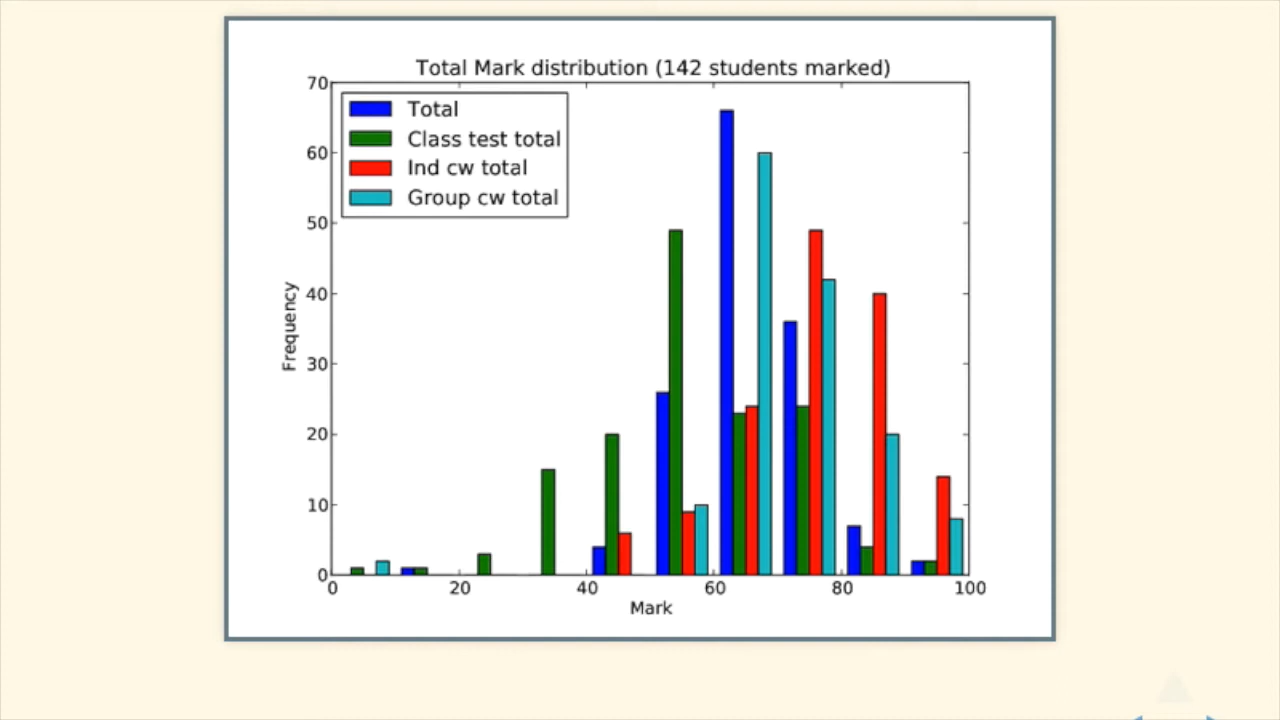 Total Mark distribution (142 students marked)
Total
Class test total
Ind cw total
Group cw total
70
60
50
40
30
20
10
0
Frequency
0 20 40 60 80 100
Mark